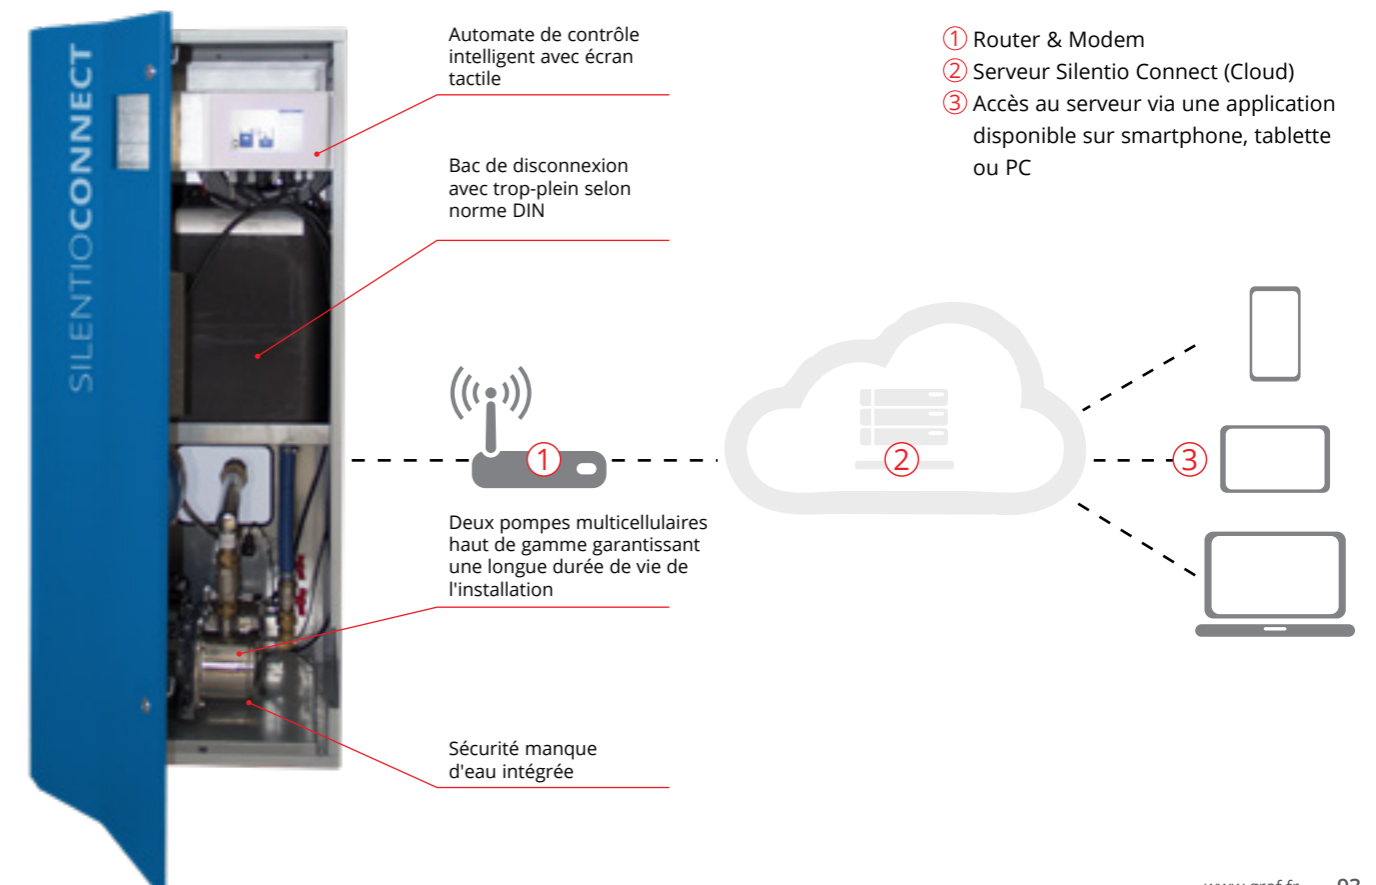 SILENTIOCONNECT
Automate de contrôle
intelligent avec écran
tactile
Bac de disconnexion
avec trop-plein selon
norme DIN
① Router & Modem
② Serveur Silentio Connect (Cloud)
③ Accès au serveur via une application
disponible sur smartphone, tablette
ou PC
①
②
③
Deux pompes multicellulaires
haut de gamme garantissant
une longue durée de vie de
l'installation
Sécurité manque
d'eau intégrée